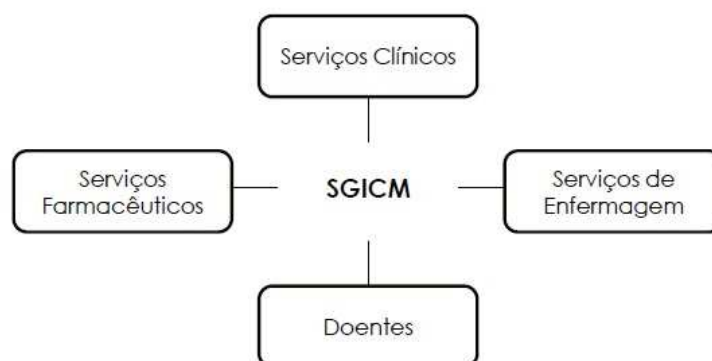 Serviços Clínicos
Serviços
Farmacêuticos
SGICM
Serviços de
Enfermagem
Doentes